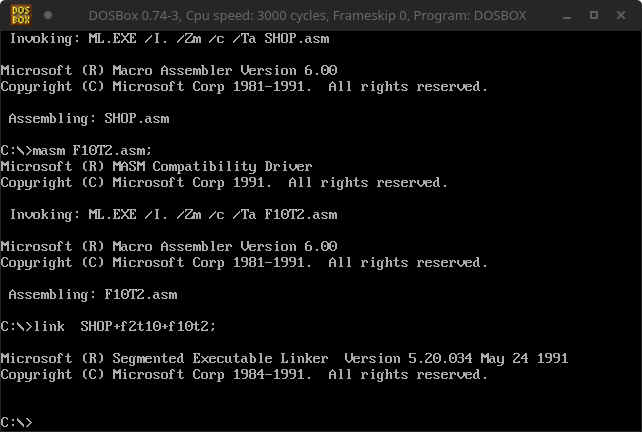 DOSBox 0.74-3, Cpu speed: 3000 cycles, Frameskip 0, Program: DOSBOX
DOS
BOX
Invoking: ML.EXE /I. /Zm /c /Ta SHOP.asm
Microsoft (R) Macro Assembler Version 6.00
Copyright (C) Microsoft Corp 1981-1991.  All rights reserved.
Assembling: SHOP.asm
C:\>masm F10T2.asm;
Microsoft (R) MASM Compatibility Driver
Copyright (C) Microsoft Corp 1991.  All rights reserved.
Invoking: ML.EXE /I. /Zm /c /Ta F10T2.asm
Microsoft (R) Macro Assembler Version 6.00
Copyright (C) Microsoft Corp 1981-1991.  All rights reserved.
Assembling: F10T2.asm
C:\>link  SHOP+f2t10+f10t2;
Microsoft (R) Segmented Executable Linker  Version 5.20.034 May 24 1991
Copyright (C) Microsoft Corp 1984-1991.  All rights reserved.
C:\>